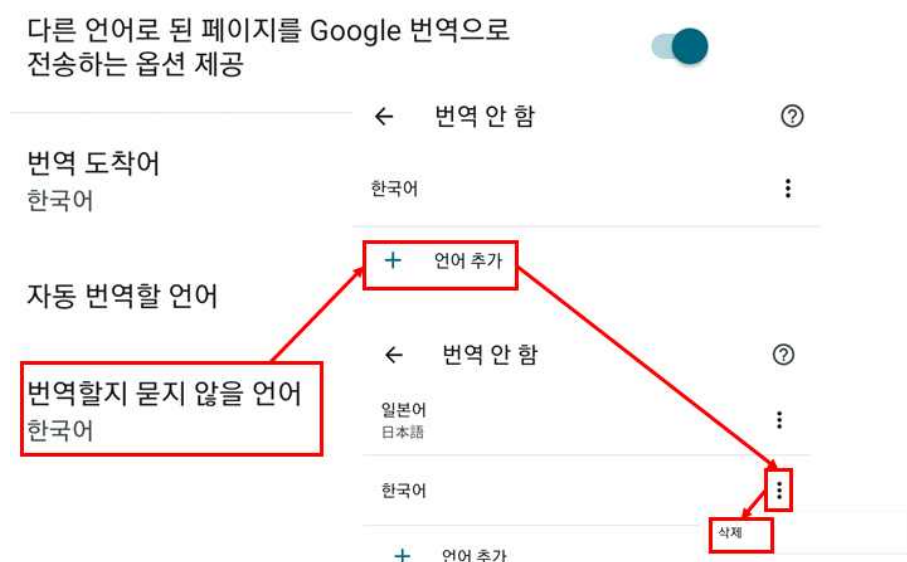 다른 언어로 된 페이지를 Google 번역으로
전송하는 옵션 제공
번역 도착어
한국어
자동 번역할 언어
번역할지 묻지 않을 언어
한국어
번역 안 함
한국어
언어 추가
번역 안 함
일본어
日本語
한국어
삭제
언어 추가